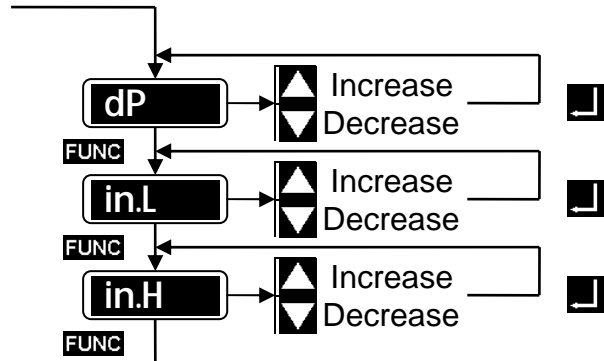 dP
Increase
Decrease
FUNC
in.L
Increase
Decrease
FUNC
in.H
Increase
Decrease
FUNC